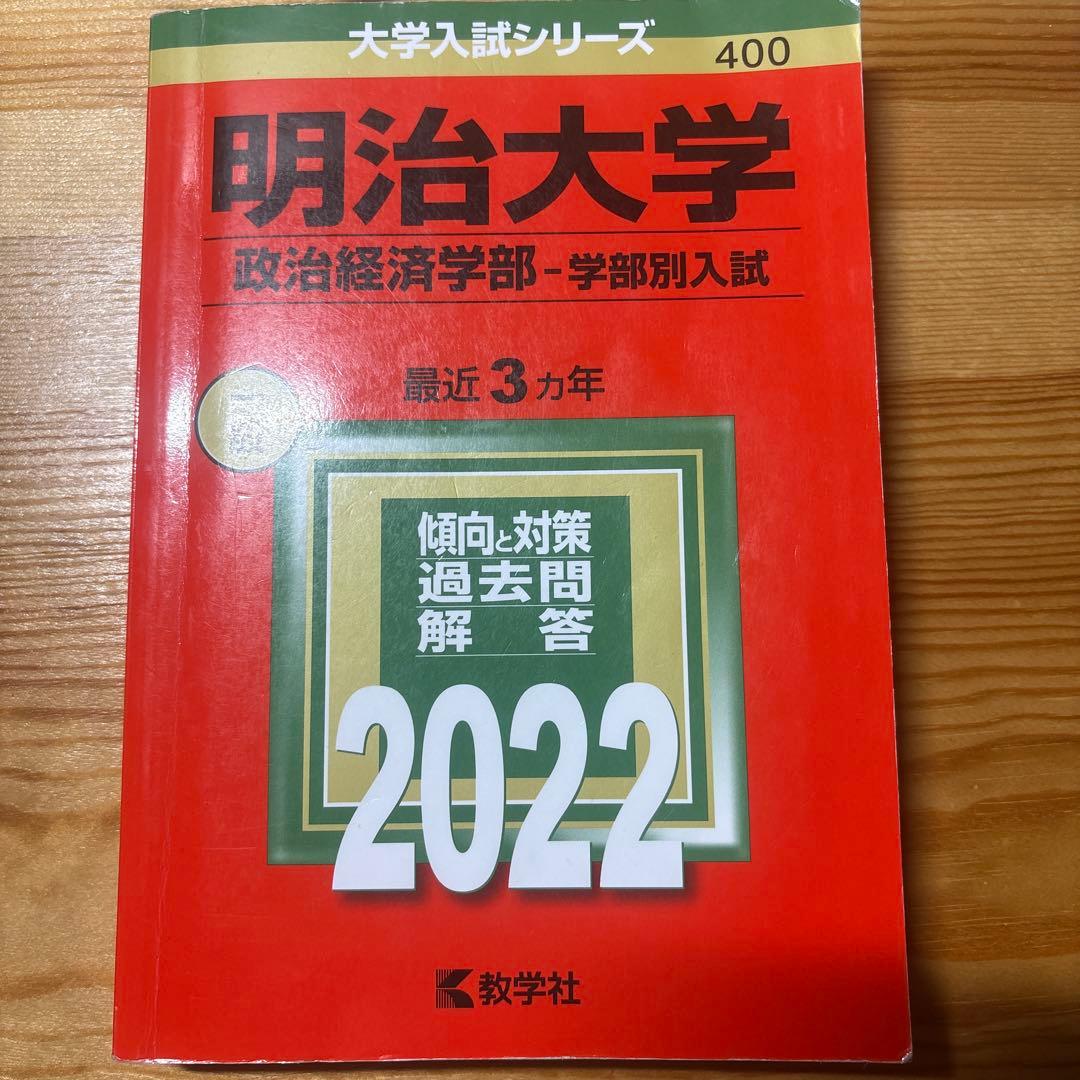 大学入試シリーズ
400
明治大学
政治経済学部-学部別入試
最近3カ年
傾向と対策
過去問
解答
2022
教学社